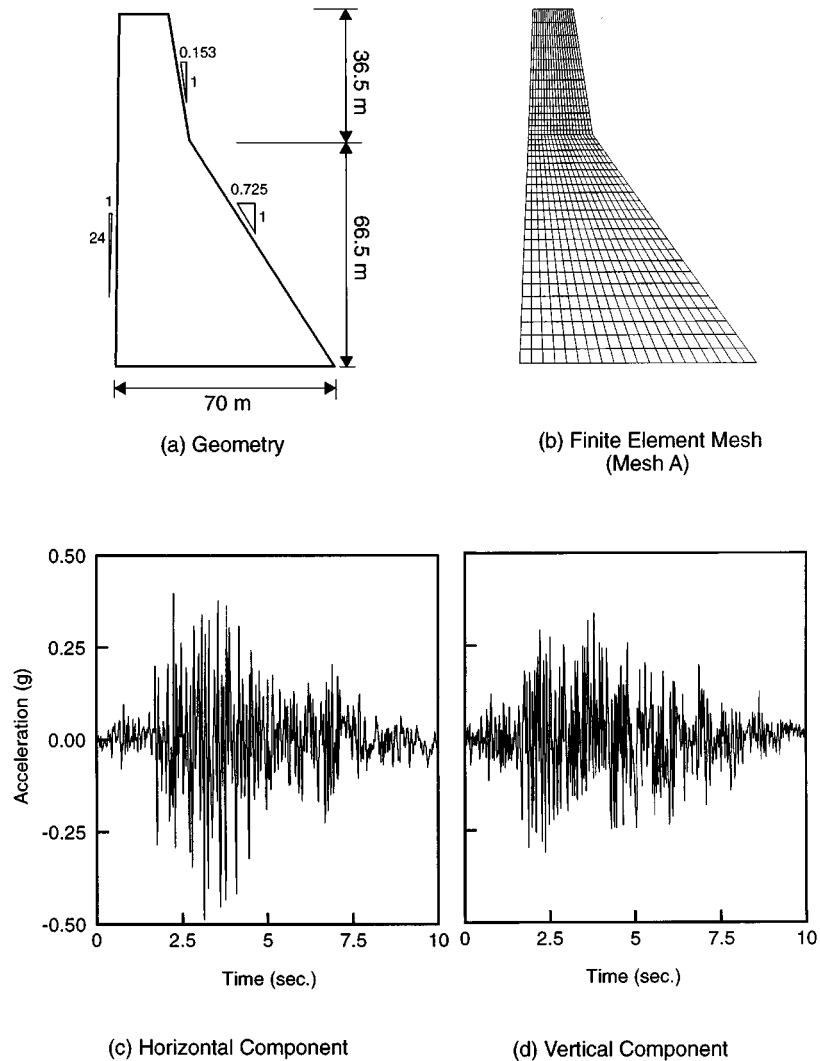 0.153
1
36.5 m
0.725
1
1
24
66.5 m
70 m
(a) Geometry
(b) Finite Element Mesh
(Mesh A)
0.50
0.25
0.00
-0.25
-0.50
Acceleration (g)
0
2.5
5
7.5
10
0
2.5
5
7.5
10
Time (sec.)
Time (sec.)
(c) Horizontal Component
(d) Vertical Component